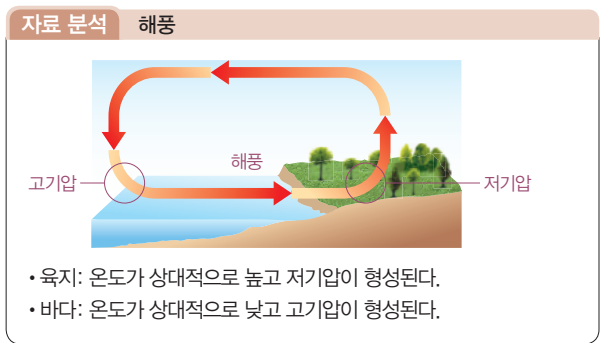 자료 분석 해풍
해풍
고기압
저기압
• 육지: 온도가 상대적으로 높고 저기압이 형성된다.
• 바다: 온도가 상대적으로 낮고 고기압이 형성된다.